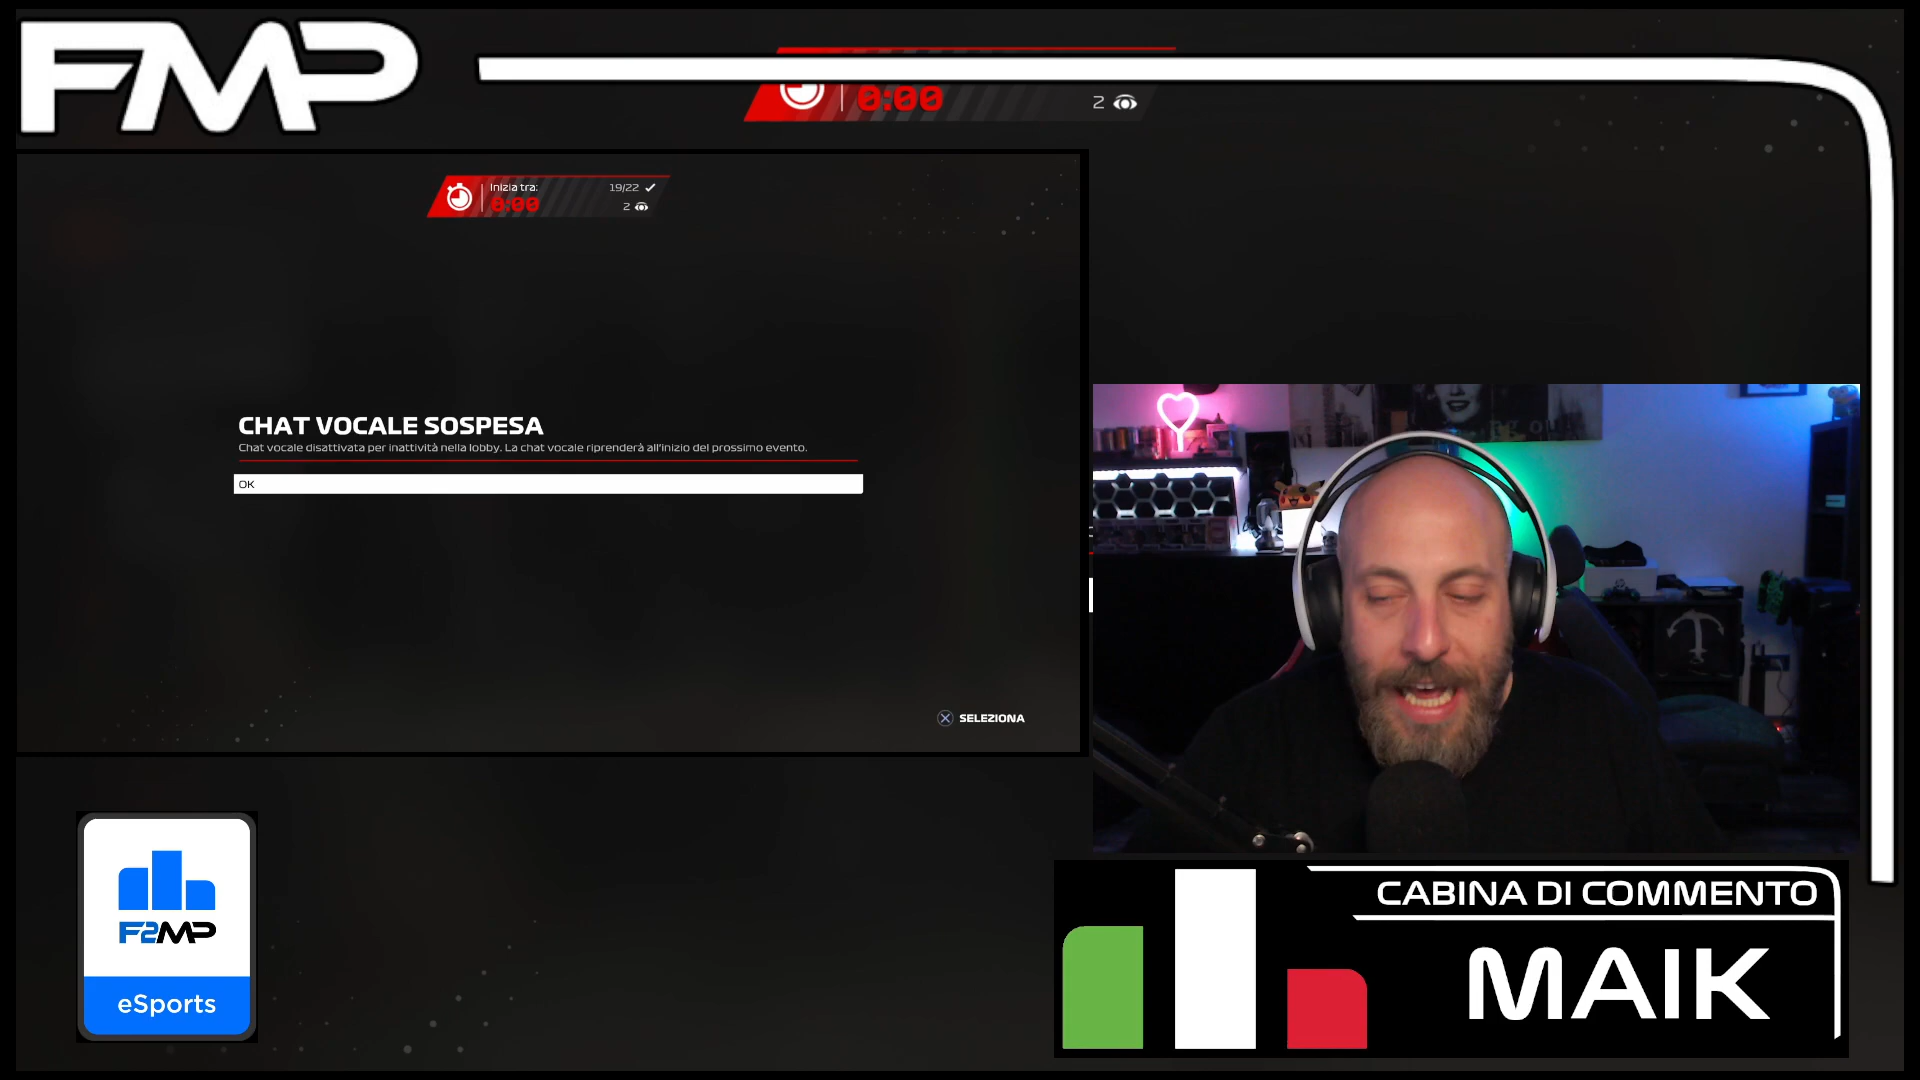 FMP
0:00
2
Inizia tra:
19/22
0:00
2
CHAT VOCALE SOSPESA
Chat vocale disattivata per inattività nella lobby. La chat vocale riprenderà all'inizio del prossimo evento.
OK
SELEZIONA
F2MP
eSports
CABINA DI COMMENTO
MAIK